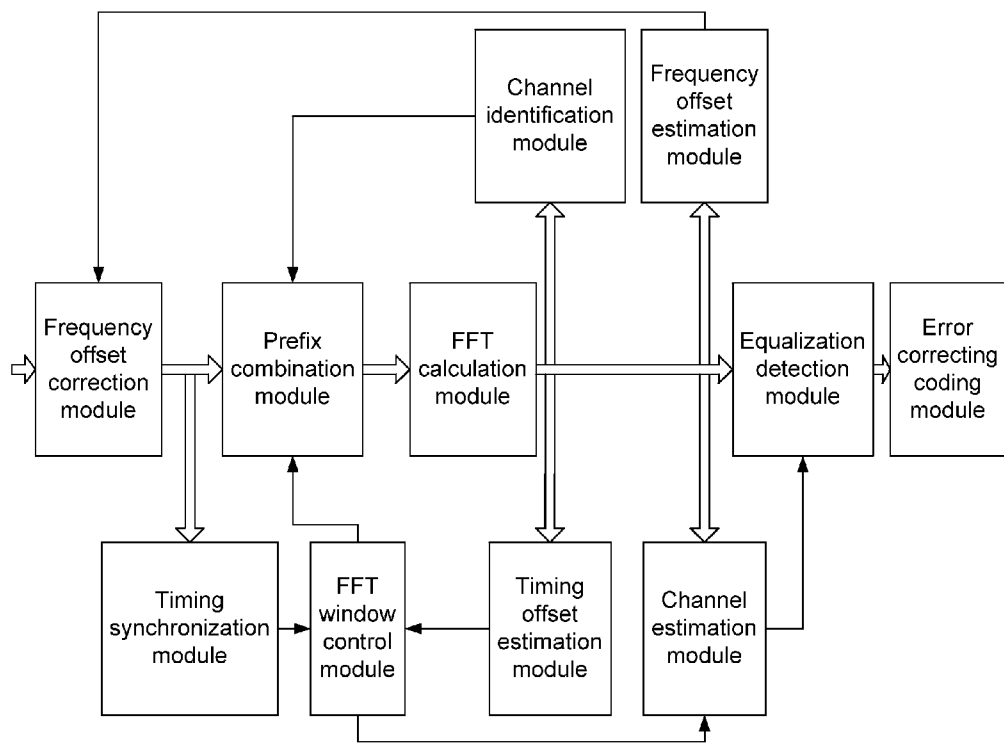 Channel
identification
module
Frequency
offset
estimation
module
Frequency
offset
correction
module
Prefix
combination
module
FFT
calculation
module
Equalization
detection
module
Error
correcting
coding
module
Timing
synchronization
module
FFT
window
control
module
Timing
offset
estimation
module
Channel
estimation
module